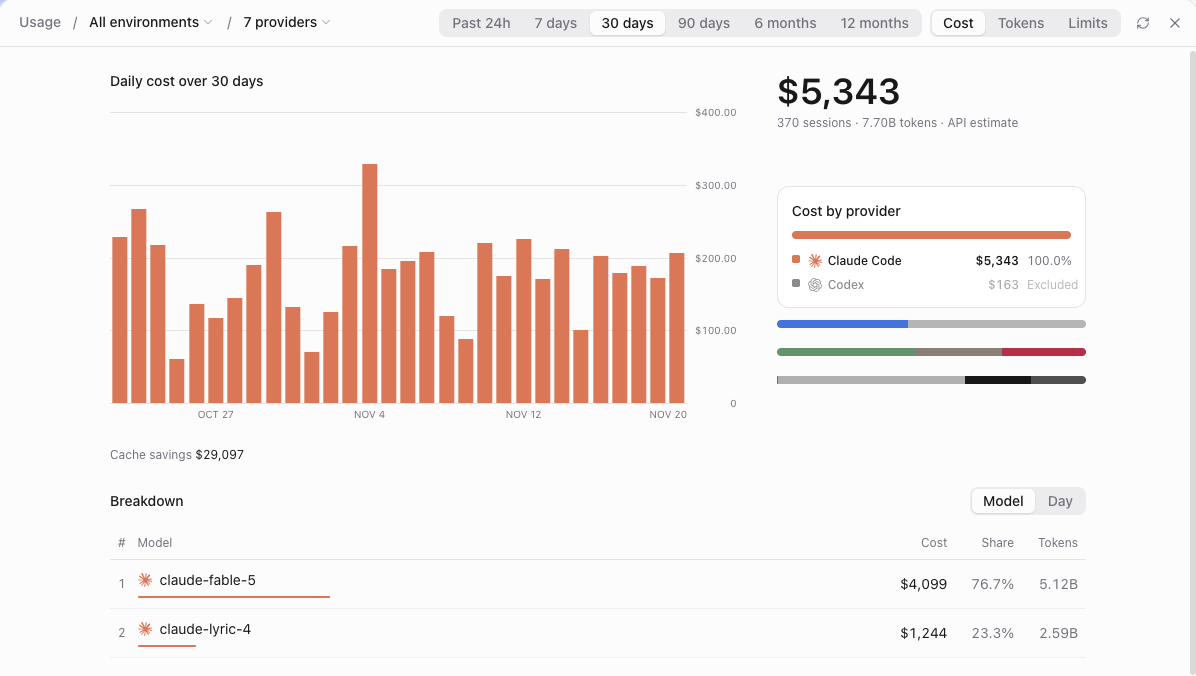 Usage / All environments / 7 providers Past 24h 7 days 30 days 90 days 6 months 12 months Cost Tokens Limits
Daily cost over 30 days
$400.00
$300.00
$200.00
$100.00
0
OCT 27 NOV 4 NOV 12 NOV 20
Cache savings $29,097
$5,343
370 sessions · 7.70B tokens · API estimate
Cost by provider
Claude Code $5,343 100.0%
Codex $163 Excluded
Breakdown Model Day
# Model Cost Share Tokens
1 claude-fable-5 $4,099 76.7% 5.12B
2 claude-lyric-4 $1,244 23.3% 2.59B